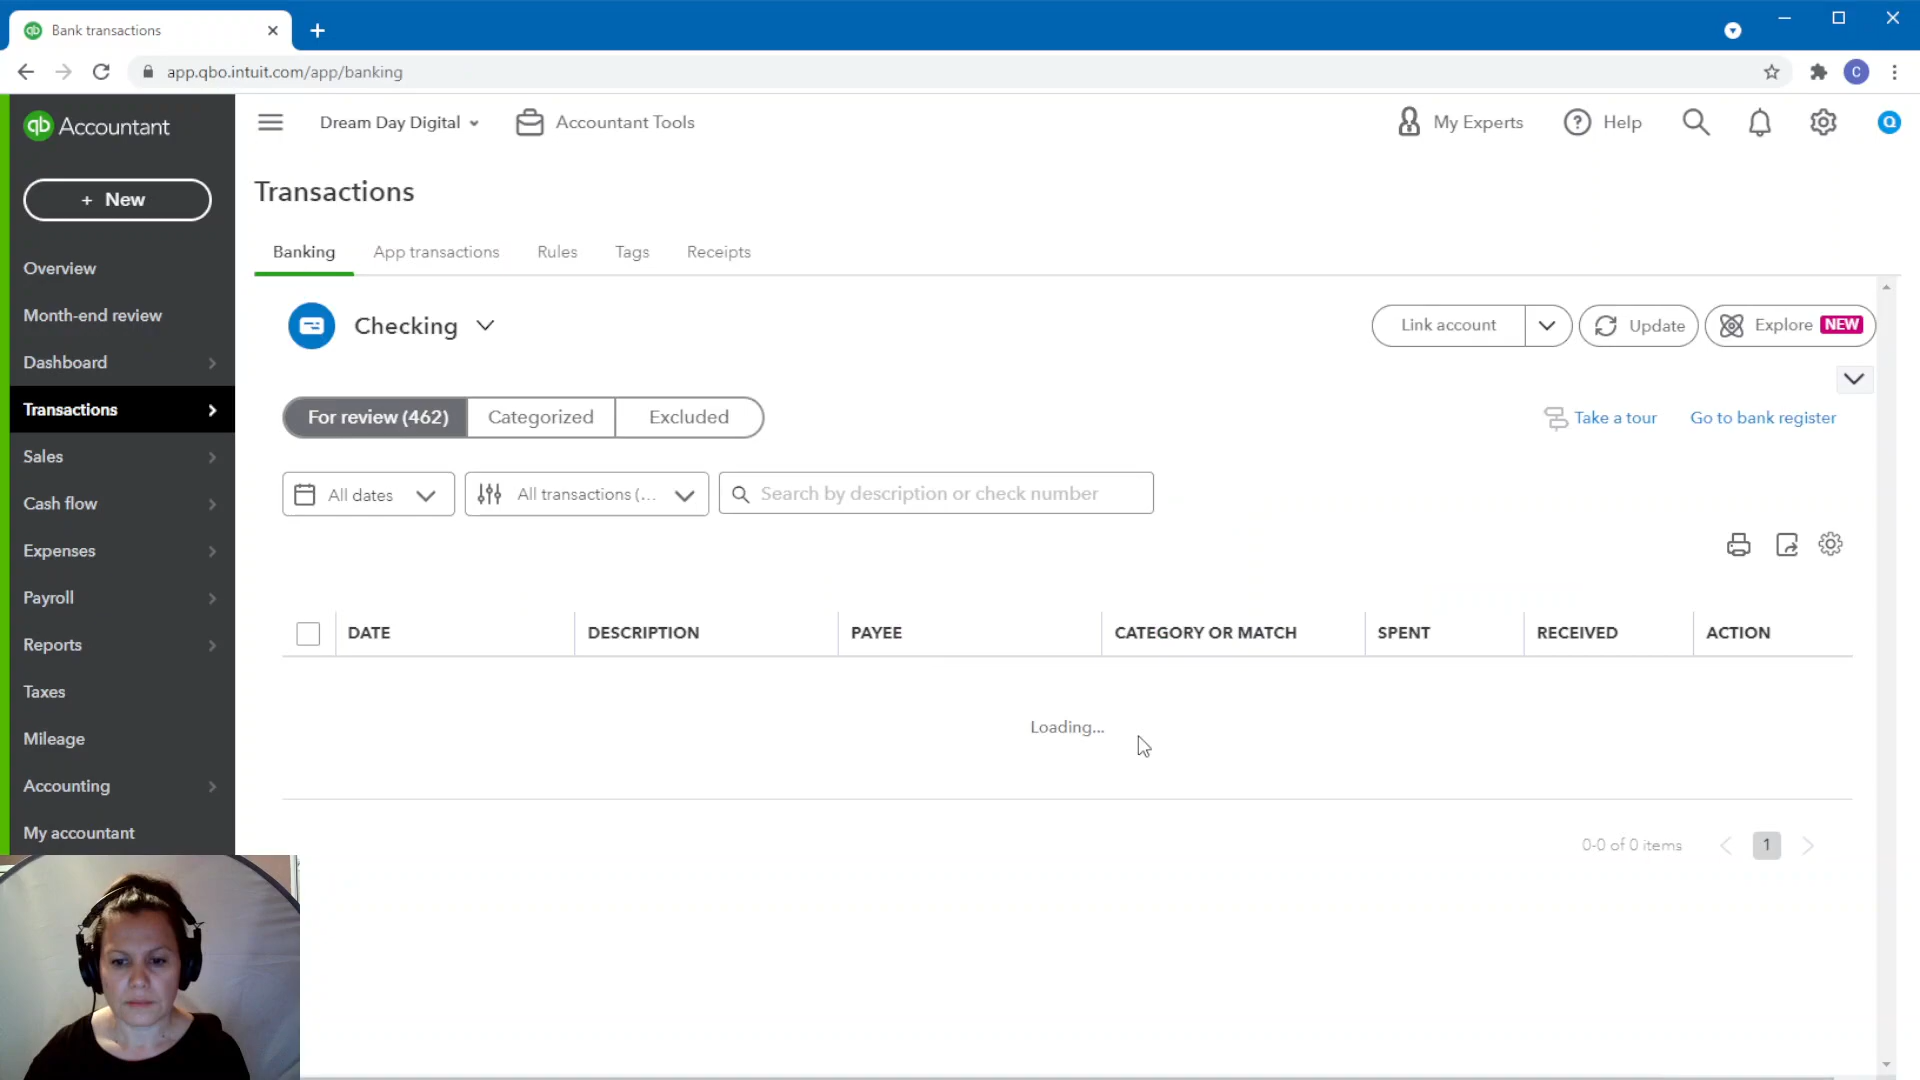 qb Bank transactions
app.qbo.intuit.com/app/banking
C
qb Accountant
Dream Day Digital
Accountant Tools
My Experts
? Help
Q
+ New
Overview
Month-end review
Dashboard
Transactions
Sales
Cash flow
Expenses
Payroll
Reports
Taxes
Mileage
Accounting
My accountant
Transactions
Banking App transactions Rules Tags Receipts
Checking
Link account
Update
Explore NEW
For review (462) Categorized Excluded
Take a tour Go to bank register
All dates
All transactions (...
Search by description or check number
DATE DESCRIPTION PAYEE CATEGORY OR MATCH SPENT RECEIVED ACTION
Loading...
0-0 of 0 items 1